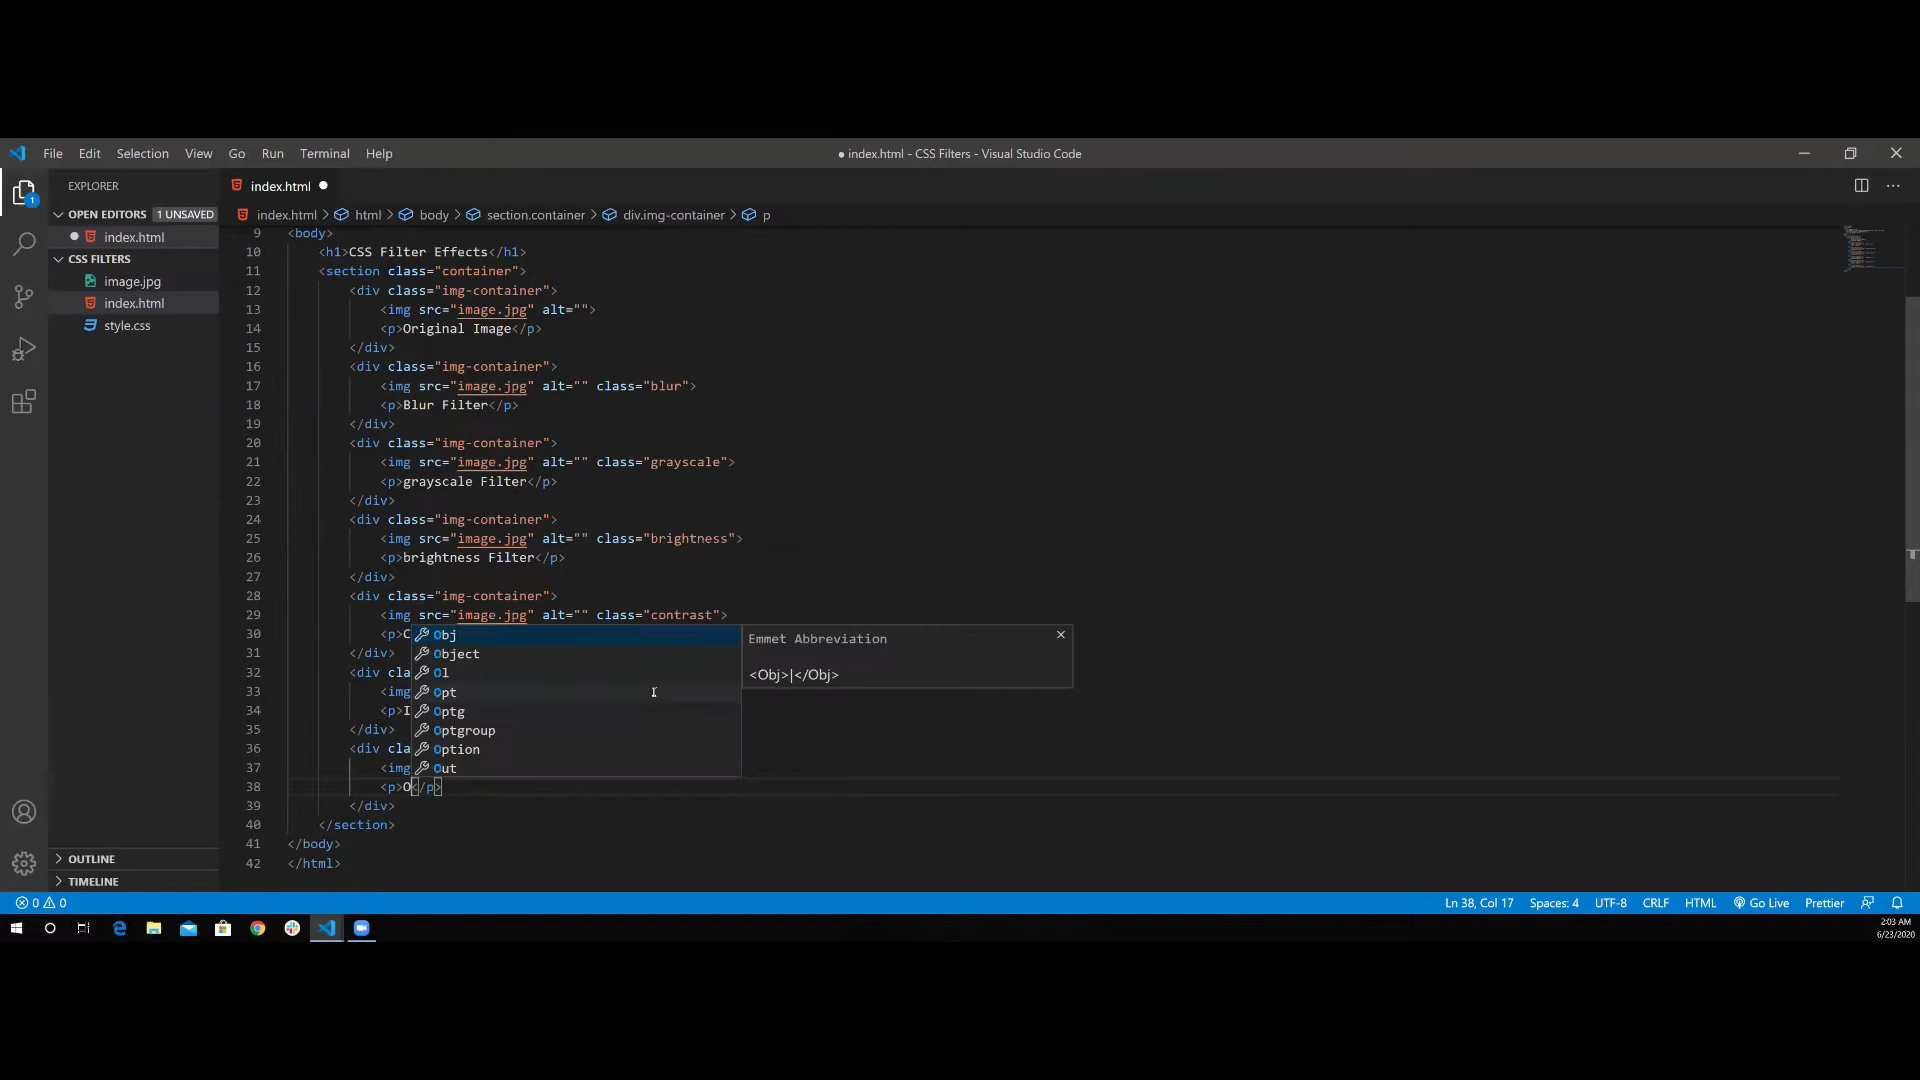 File Edit Selection View Go Run Terminal Help
● index.html - CSS Filters - Visual Studio Code
EXPLORER
OPEN EDITORS 1 UNSAVED
index.html
CSS FILTERS
image.jpg
index.html
style.css
OUTLINE
TIMELINE
1
index.html
index.html > html > body > section.container > div.img-container > p
9 <body>
10 <h1>CSS Filter Effects</h1>
11 <section class="container">
12 <div class="img-container">
13 <img src="image.jpg" alt="">
14 <p>Original Image</p>
15 </div>
16 <div class="img-container">
17 <img src="image.jpg" alt="" class="blur">
18 <p>Blur Filter</p>
19 </div>
20 <div class="img-container">
21 <img src="image.jpg" alt="" class="grayscale">
22 <p>grayscale Filter</p>
23 </div>
24 <div class="img-container">
25 <img src="image.jpg" alt="" class="brightness">
26 <p>brightness Filter</p>
27 </div>
28 <div class="img-container">
29 <img src="image.jpg" alt="" class="contrast">
30 <p>C
31 </div>
32 <div cla
33 <img
34 <p>I
35 </div>
36 <div cla
37 <img
38 <p>O</p>
39 </div>
40 </section>
41 </body>
42 </html>
Obj
Object
Ol
Opt
Optg
Optgroup
Option
Out
Emmet Abbreviation
<Obj>|</Obj>
0 0
Ln 38, Col 17 Spaces: 4 UTF-8 CRLF HTML Go Live Prettier
2:03 AM
6/23/2020